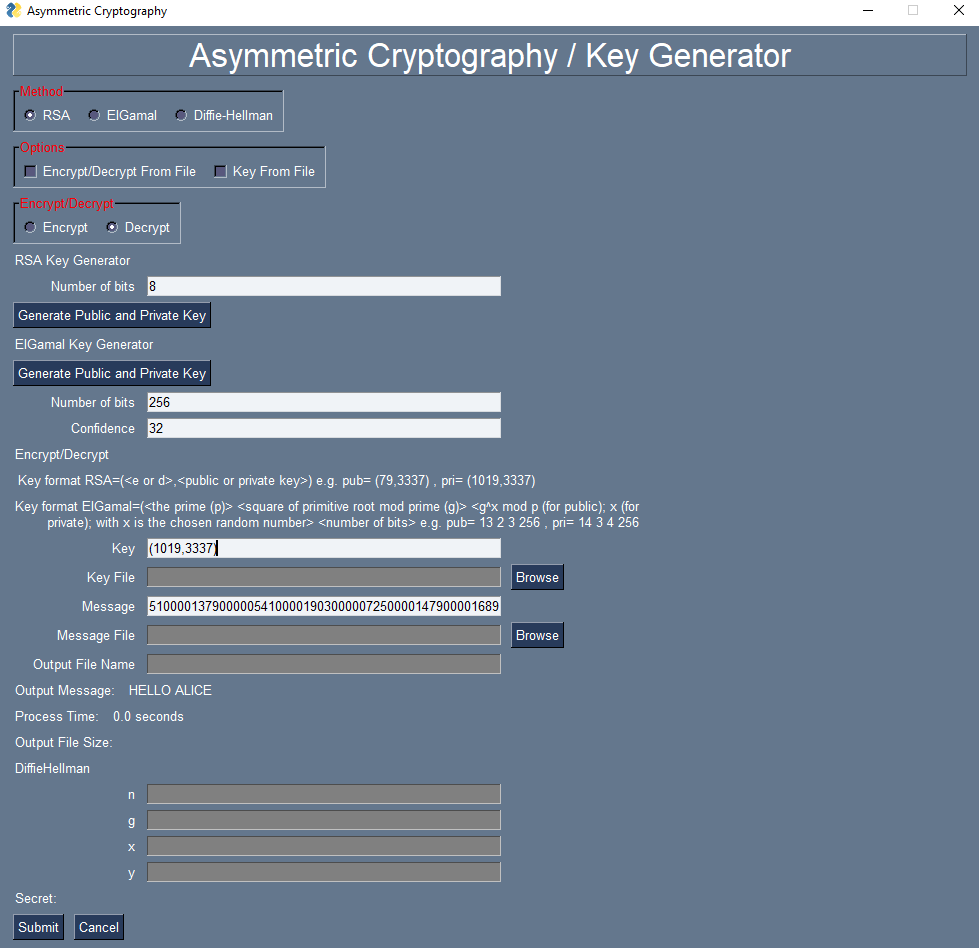 Asymmetric Cryptography
Asymmetric Cryptography / Key Generator
Method
RSA ElGamal Diffie-Hellman
Options
Encrypt/Decrypt From File Key From File
Encrypt/Decrypt
Encrypt Decrypt
RSA Key Generator
Number of bits 8
Generate Public and Private Key
ElGamal Key Generator
Generate Public and Private Key
Number of bits 256
Confidence 32
Encrypt/Decrypt
Key format RSA=(<e or d>,<public or private key>) e.g. pub= (79,3337) , pri= (1019,3337)
Key format ElGamal=(<the prime (p)> <square of primitive root mod prime (g)> <g^x mod p (for public); x (for
private); with x is the chosen random number> <number of bits> e.g. pub= 13 2 3 256 , pri= 14 3 4 256
Key (1019,3337)
Key File Browse
Message 5100001379000005410000190300000725000014790000​1689
Message File Browse
Output File Name
Output Message: HELLO ALICE
Process Time: 0.0 seconds
Output File Size:
DiffieHellman
n
g
x
y
Secret:
Submit Cancel